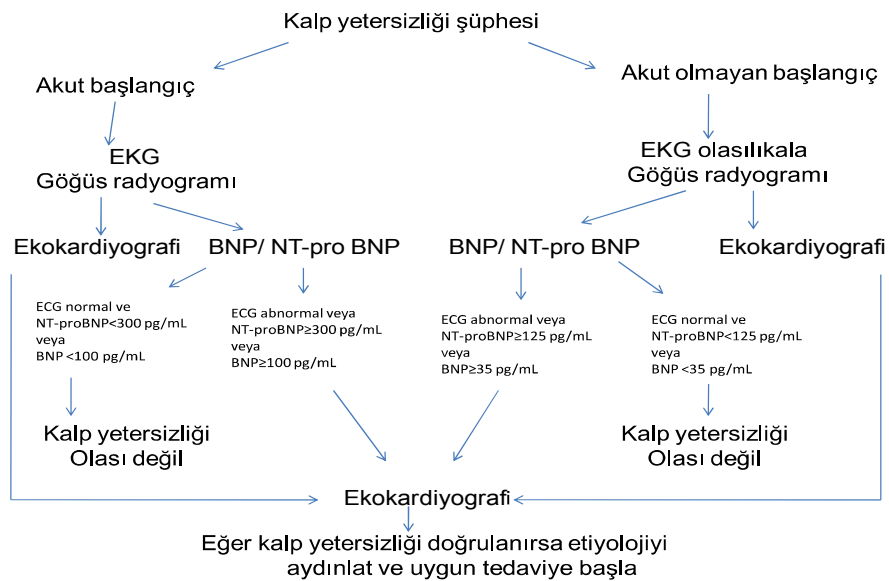 Kalp yetersizliği şüphesi
Akut başlangıç
Akut olmayan başlangıç
EKG
Göğüs radyogramı
EKG olasılıkala
Göğüs radyogramı
Ekokardiyografi
BNP/ NT-pro BNP
BNP/ NT-pro BNP
Ekokardiyografi
ECG normal ve
NT-proBNP<300 pg/mL
veya
BNP <100 pg/mL
ECG abnormal veya
NT-proBNP≥300 pg/mL
veya
BNP≥100 pg/mL
ECG abnormal veya
NT-proBNP≥125 pg/mL
veya
BNP≥35 pg/mL
ECG normal ve
NT-proBNP<125 pg/mL
veya
BNP <35 pg/mL
Kalp yetersizliği
Olası değil
Kalp yetersizliği
Olası değil
Ekokardiyografi
Eğer kalp yetersizliği doğrulanırsa etiyolojiyi
aydınlat ve uygun tedaviye başla